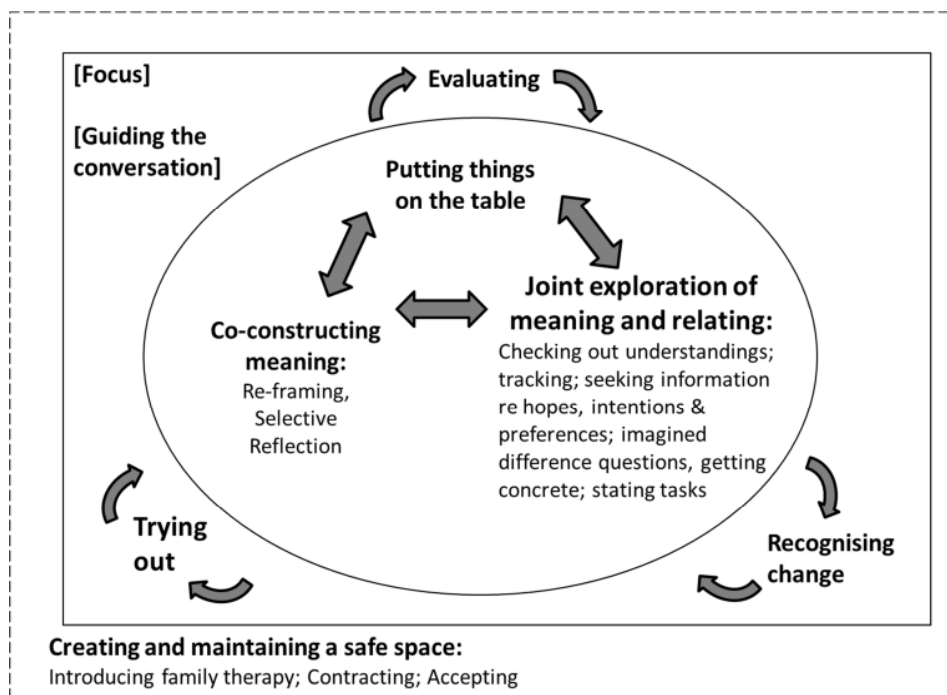 [Focus]
Evaluating
[Guiding the
conversation]
Putting things
on the table
Joint exploration of
meaning and relating:
Checking out understandings;
tracking; seeking information
re hopes, intentions &
preferences; imagined
difference questions, getting
concrete; stating tasks
Co-constructing
meaning:
Re-framing,
Selective
Reflection
Trying
out
Recognising
change
Creating and maintaining a safe space:
Introducing family therapy; Contracting; Accepting